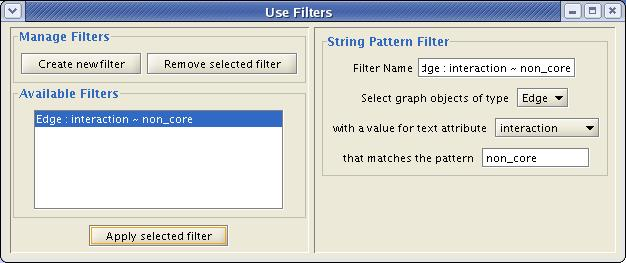 Use Filters
Manage Filters
Create new filter
Remove selected filter
Available Filters
Edge : interaction ~ non_core
Apply selected filter
String Pattern Filter
Filter Name dge : interaction ~ non_core
Select graph objects of type Edge
with a value for text attribute interaction
that matches the pattern non_core